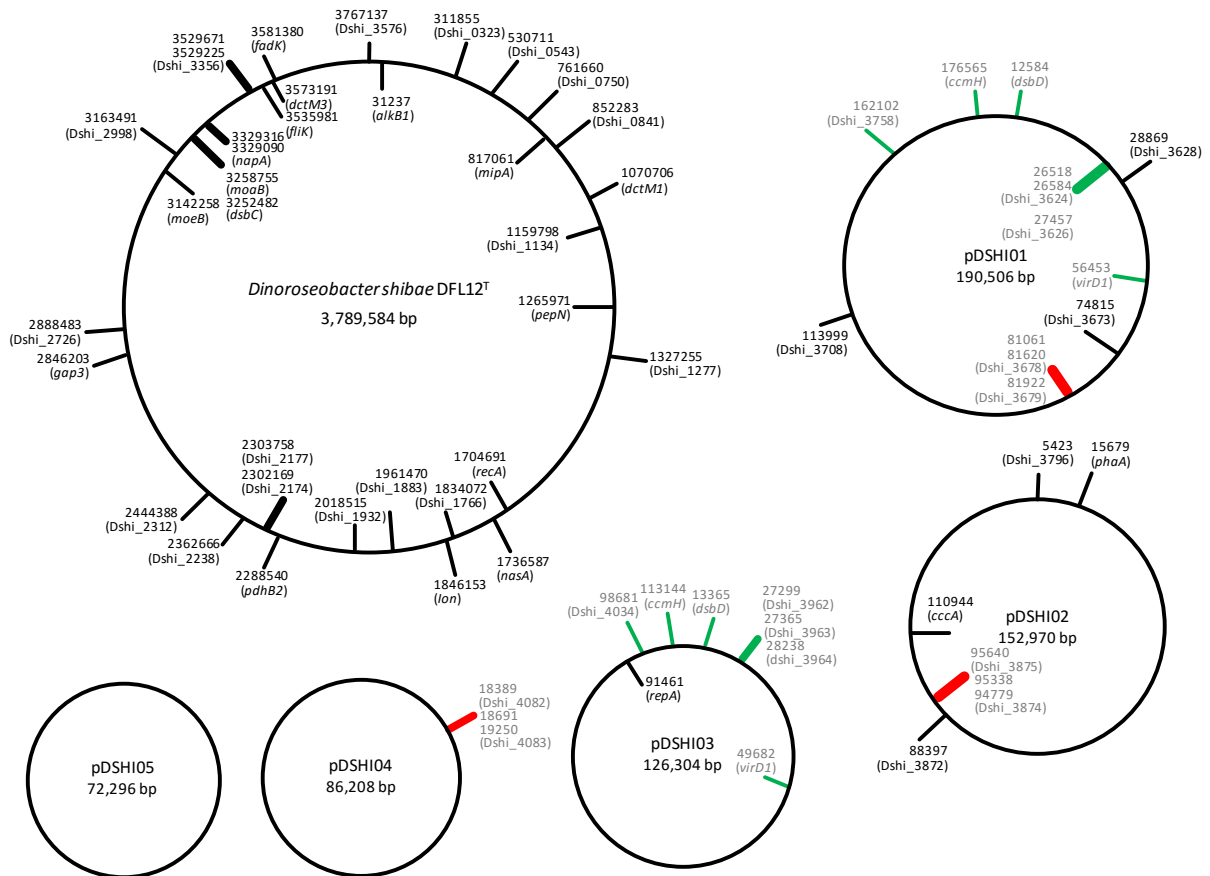 3767137
(Dshi_3576)
311855
(Dshi_0323)
530711
(Dshi_0543)
761660
(Dshi_0750)
852283
(Dshi_0841)
31237
(alkB1)
817061
(mipA)
1070706
(dctM1)
1159798
(Dshi_1134)
1265971
(pepN)
1327255
(Dshi_1277)
3581380
(fadK)
3529671
3529225
(Dshi_3356)
3573191
(dctM3)
3535981
(fliK)
3163491
(Dshi_2998)
3329316
3329090
(napA)
3258755
(moaB)
3252482
(dsbC)
3142258
(moeB)
Dinoroseobacter shibae DFL12T
3,789,584 bp
2888483
(Dshi_2726)
2846203
(gap3)
2303758
(Dshi_2177)
2302169
(Dshi_2174)
2444388
(Dshi_2312)
2362666
(Dshi_2238)
2288540
(pdhB2)
2018515
(Dshi_1932)
1961470
(Dshi_1883)
1834072
(Dshi_1766)
1704691
(recA)
1846153
(lon)
1736587
(nasA)
176565
(ccmH)
12584
(dsbD)
162102
(Dshi_3758)
28869
(Dshi_3628)
26518
26584
(Dshi_3624)
27457
(Dshi_3626)
pDSHI01
190,506 bp
56453
(virD1)
74815
(Dshi_3673)
113999
(Dshi_3708)
81061
81620
(Dshi_3678)
81922
(Dshi_3679)
5423
(Dshi_3796)
15679
(phaA)
110944
(cccA)
pDSHI02
152,970 bp
95640
(Dshi_3875)
95338
94779
(Dshi_3874)
88397
(Dshi_3872)
98681
(Dshi_4034)
113144
(ccmH)
13365
(dsbD)
27299
(Dshi_3962)
27365
(Dshi_3963)
28238
(dshi_3964)
91461
(repA)
pDSHI03
126,304 bp
49682
(virD1)
18389
(Dshi_4082)
18691
19250
(Dshi_4083)
pDSHI04
86,208 bp
pDSHI05
72,296 bp